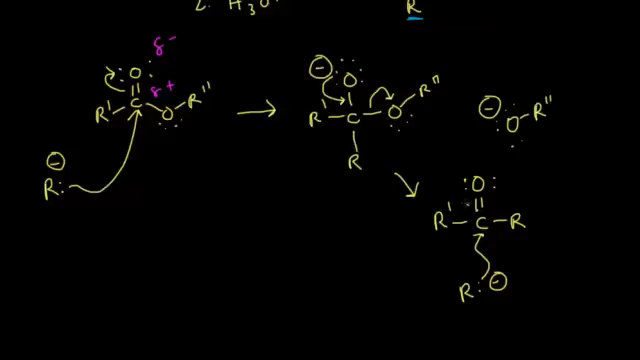 2. H₃O⁺ R
δ− δ+
:O: R' C O R''
⊖ R:
⊖ O R' C O R'' R
⊖ O R''
:O:
R' C R
R: ⊖